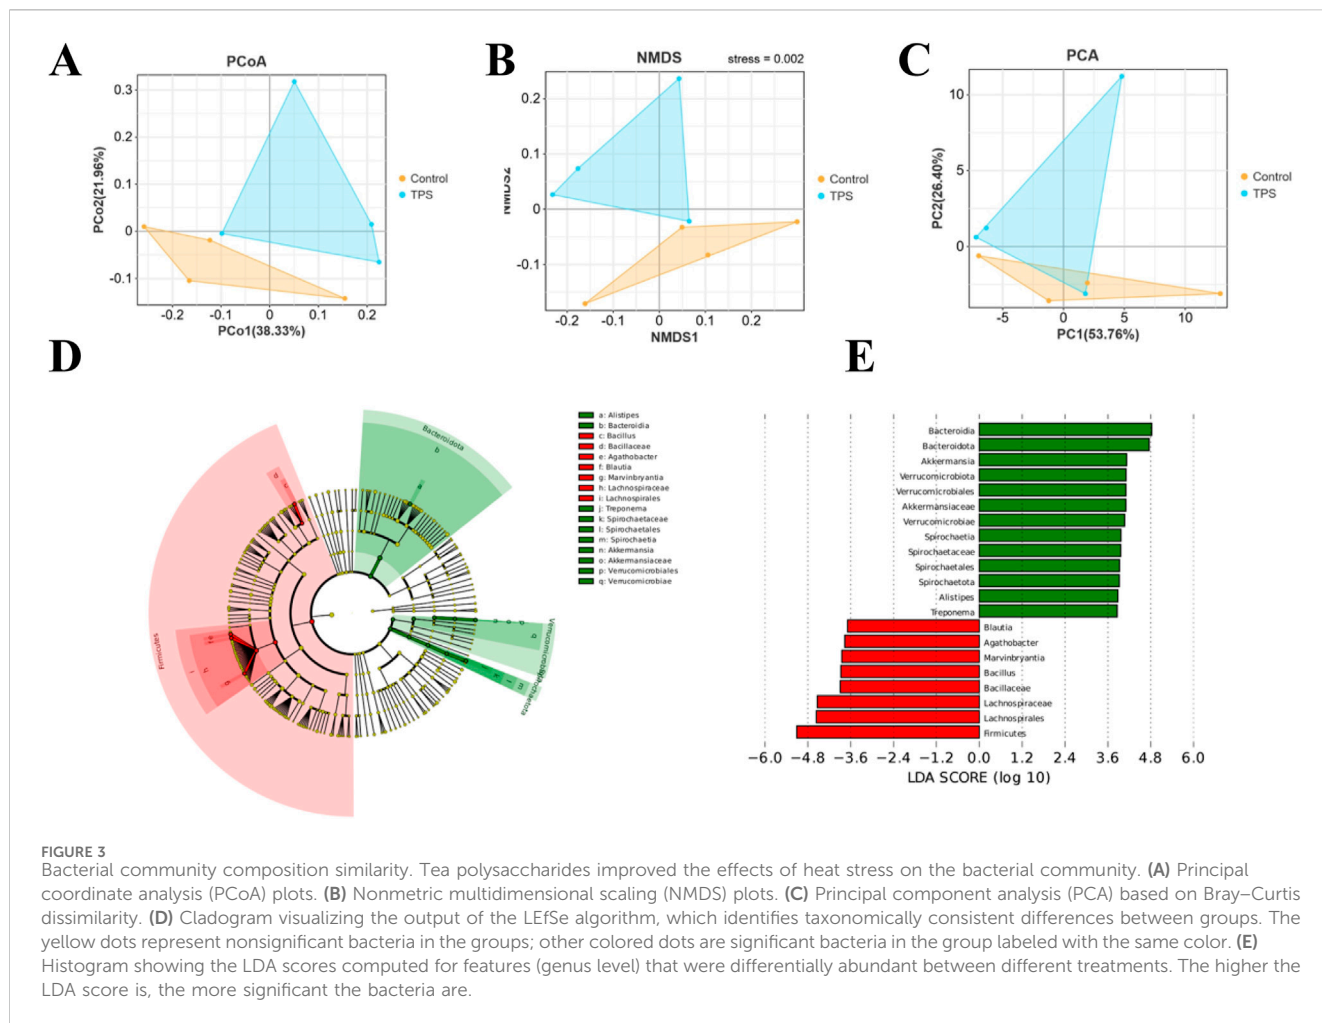 A
PCoA
0.3
0.2
0.1
0
-0.1
PCo2(21.96%)
-0.2
-0.1
0
0.1
0.2
PCo1(38.33%)
Control
TPS
B
NMDS
stress = 0.002
0.2
0.1
0
-0.1
NMDS2
-0.2
-0.1
0
0.1
0.2
NMDS1
Control
TPS
C
PCA
10
5
0
PC2(26.40%)
-5
0
5
10
PC1(53.76%)
Control
TPS
D
Bacteroidota
b
Firmicutes
a: Alistipes
b: Bacteroidia
c: Bacillus
d: Bacillaceae
e: Agathobacter
f: Blautia
g: Marvinbryantia
h: Lachnospiraceae
i: Lachnospirales
j: Treponema
k: Spirochaetaceae
l: Spirochaetales
m: Spirochaetia
n: Akkermansia
o: Akkermansiaceae
p: Verrucomicrobiales
q: Verrucomicrobiae
E
Bacteroidia
Bacteroidota
Akkermansia
Verrucomicrobiota
Verrucomicrobiales
Akkermansiaceae
Verrucomicrobiae
Spirochaetia
Spirochaetaceae
Spirochaetales
Spirochaetota
Alistipes
Treponema
Blautia
Agathobacter
Marvinbryantia
Bacillus
Bacillaceae
Lachnospiraceae
Lachnospirales
Firmicutes
−6.0 −4.8 −3.6 −2.4 −1.2 0.0 1.2 2.4 3.6 4.8 6.0
LDA SCORE (log 10)
FIGURE 3
Bacterial community composition similarity. Tea polysaccharides improved the effects of heat stress on the bacterial community. (A) Principal
coordinate analysis (PCoA) plots. (B) Nonmetric multidimensional scaling (NMDS) plots. (C) Principal component analysis (PCA) based on Bray–Curtis
dissimilarity. (D) Cladogram visualizing the output of the LEfSe algorithm, which identifies taxonomically consistent differences between groups. The
yellow dots represent nonsignificant bacteria in the groups; other colored dots are significant bacteria in the group labeled with the same color. (E)
Histogram showing the LDA scores computed for features (genus level) that were differentially abundant between different treatments. The higher the
LDA score is, the more significant the bacteria are.